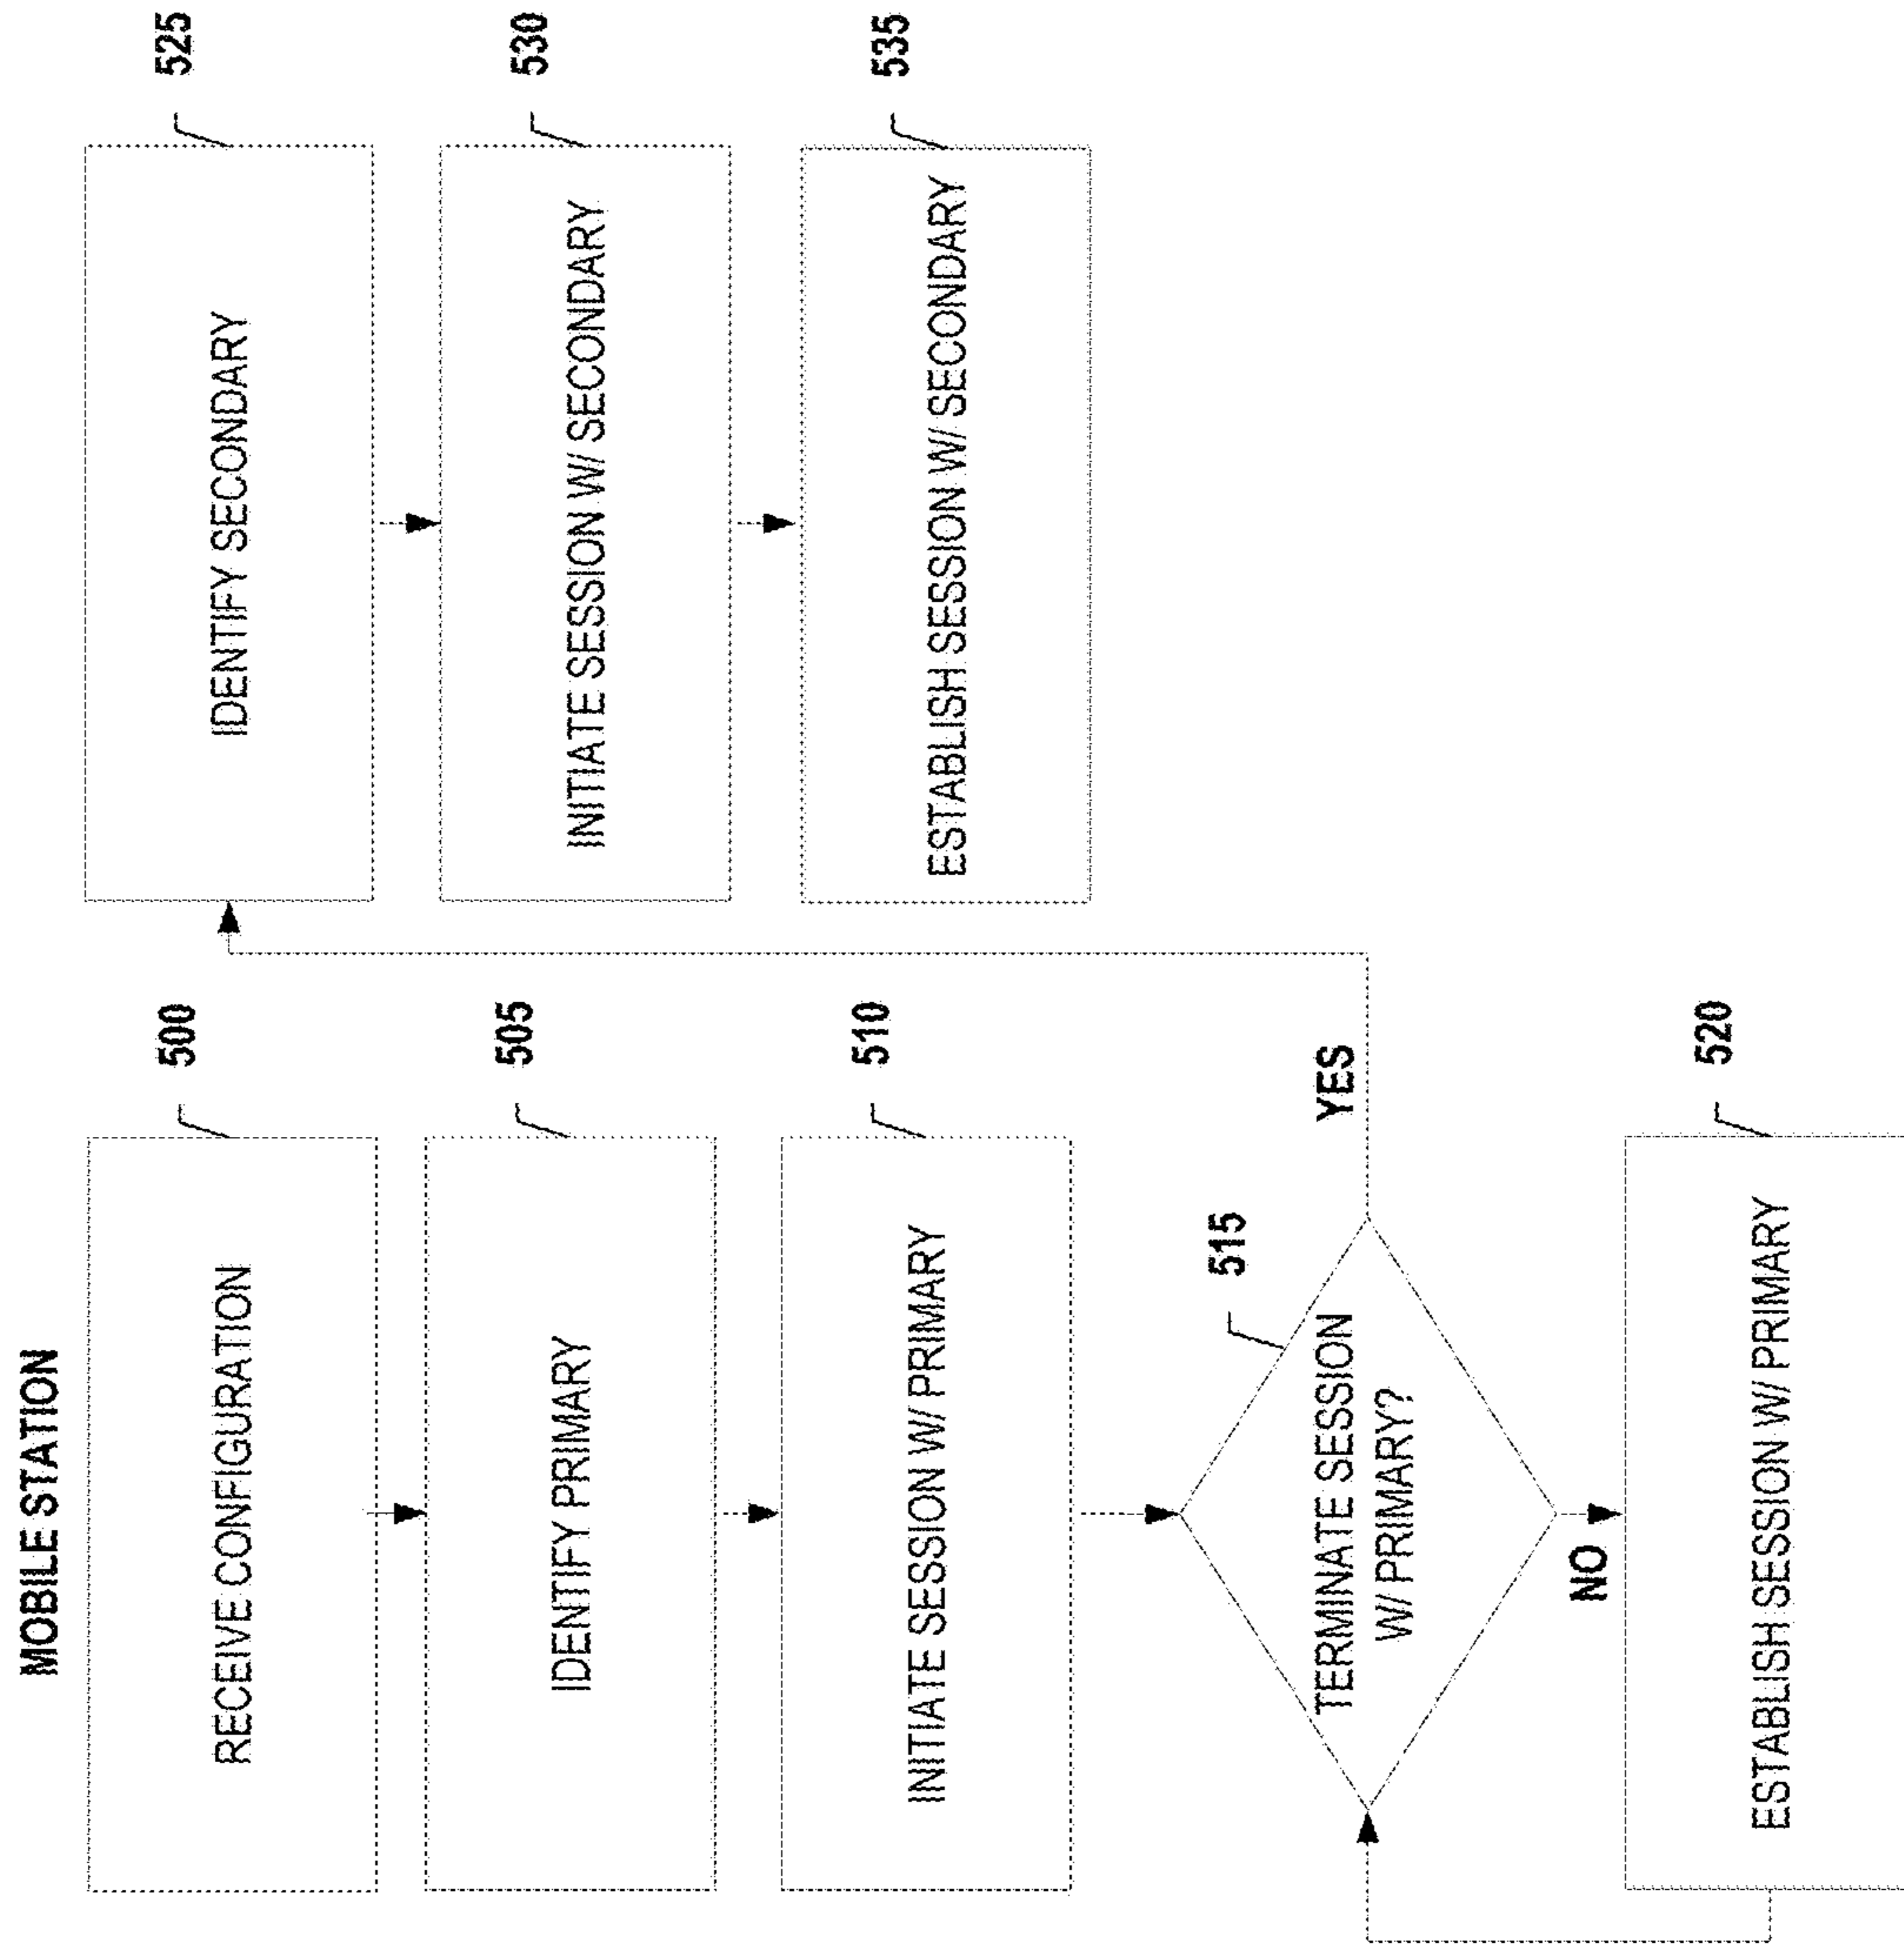 MOBILE STATION
500
RECEIVE CONFIGURATION
505
IDENTIFY PRIMARY
510
INITIATE SESSION W/ PRIMARY
515
TERMINATE SESSION
W/ PRIMARY?
YES
NO
520
ESTABLISH SESSION W/ PRIMARY
525
IDENTIFY SECONDARY
530
INITIATE SESSION W/ SECONDARY
535
ESTABLISH SESSION W/ SECONDARY